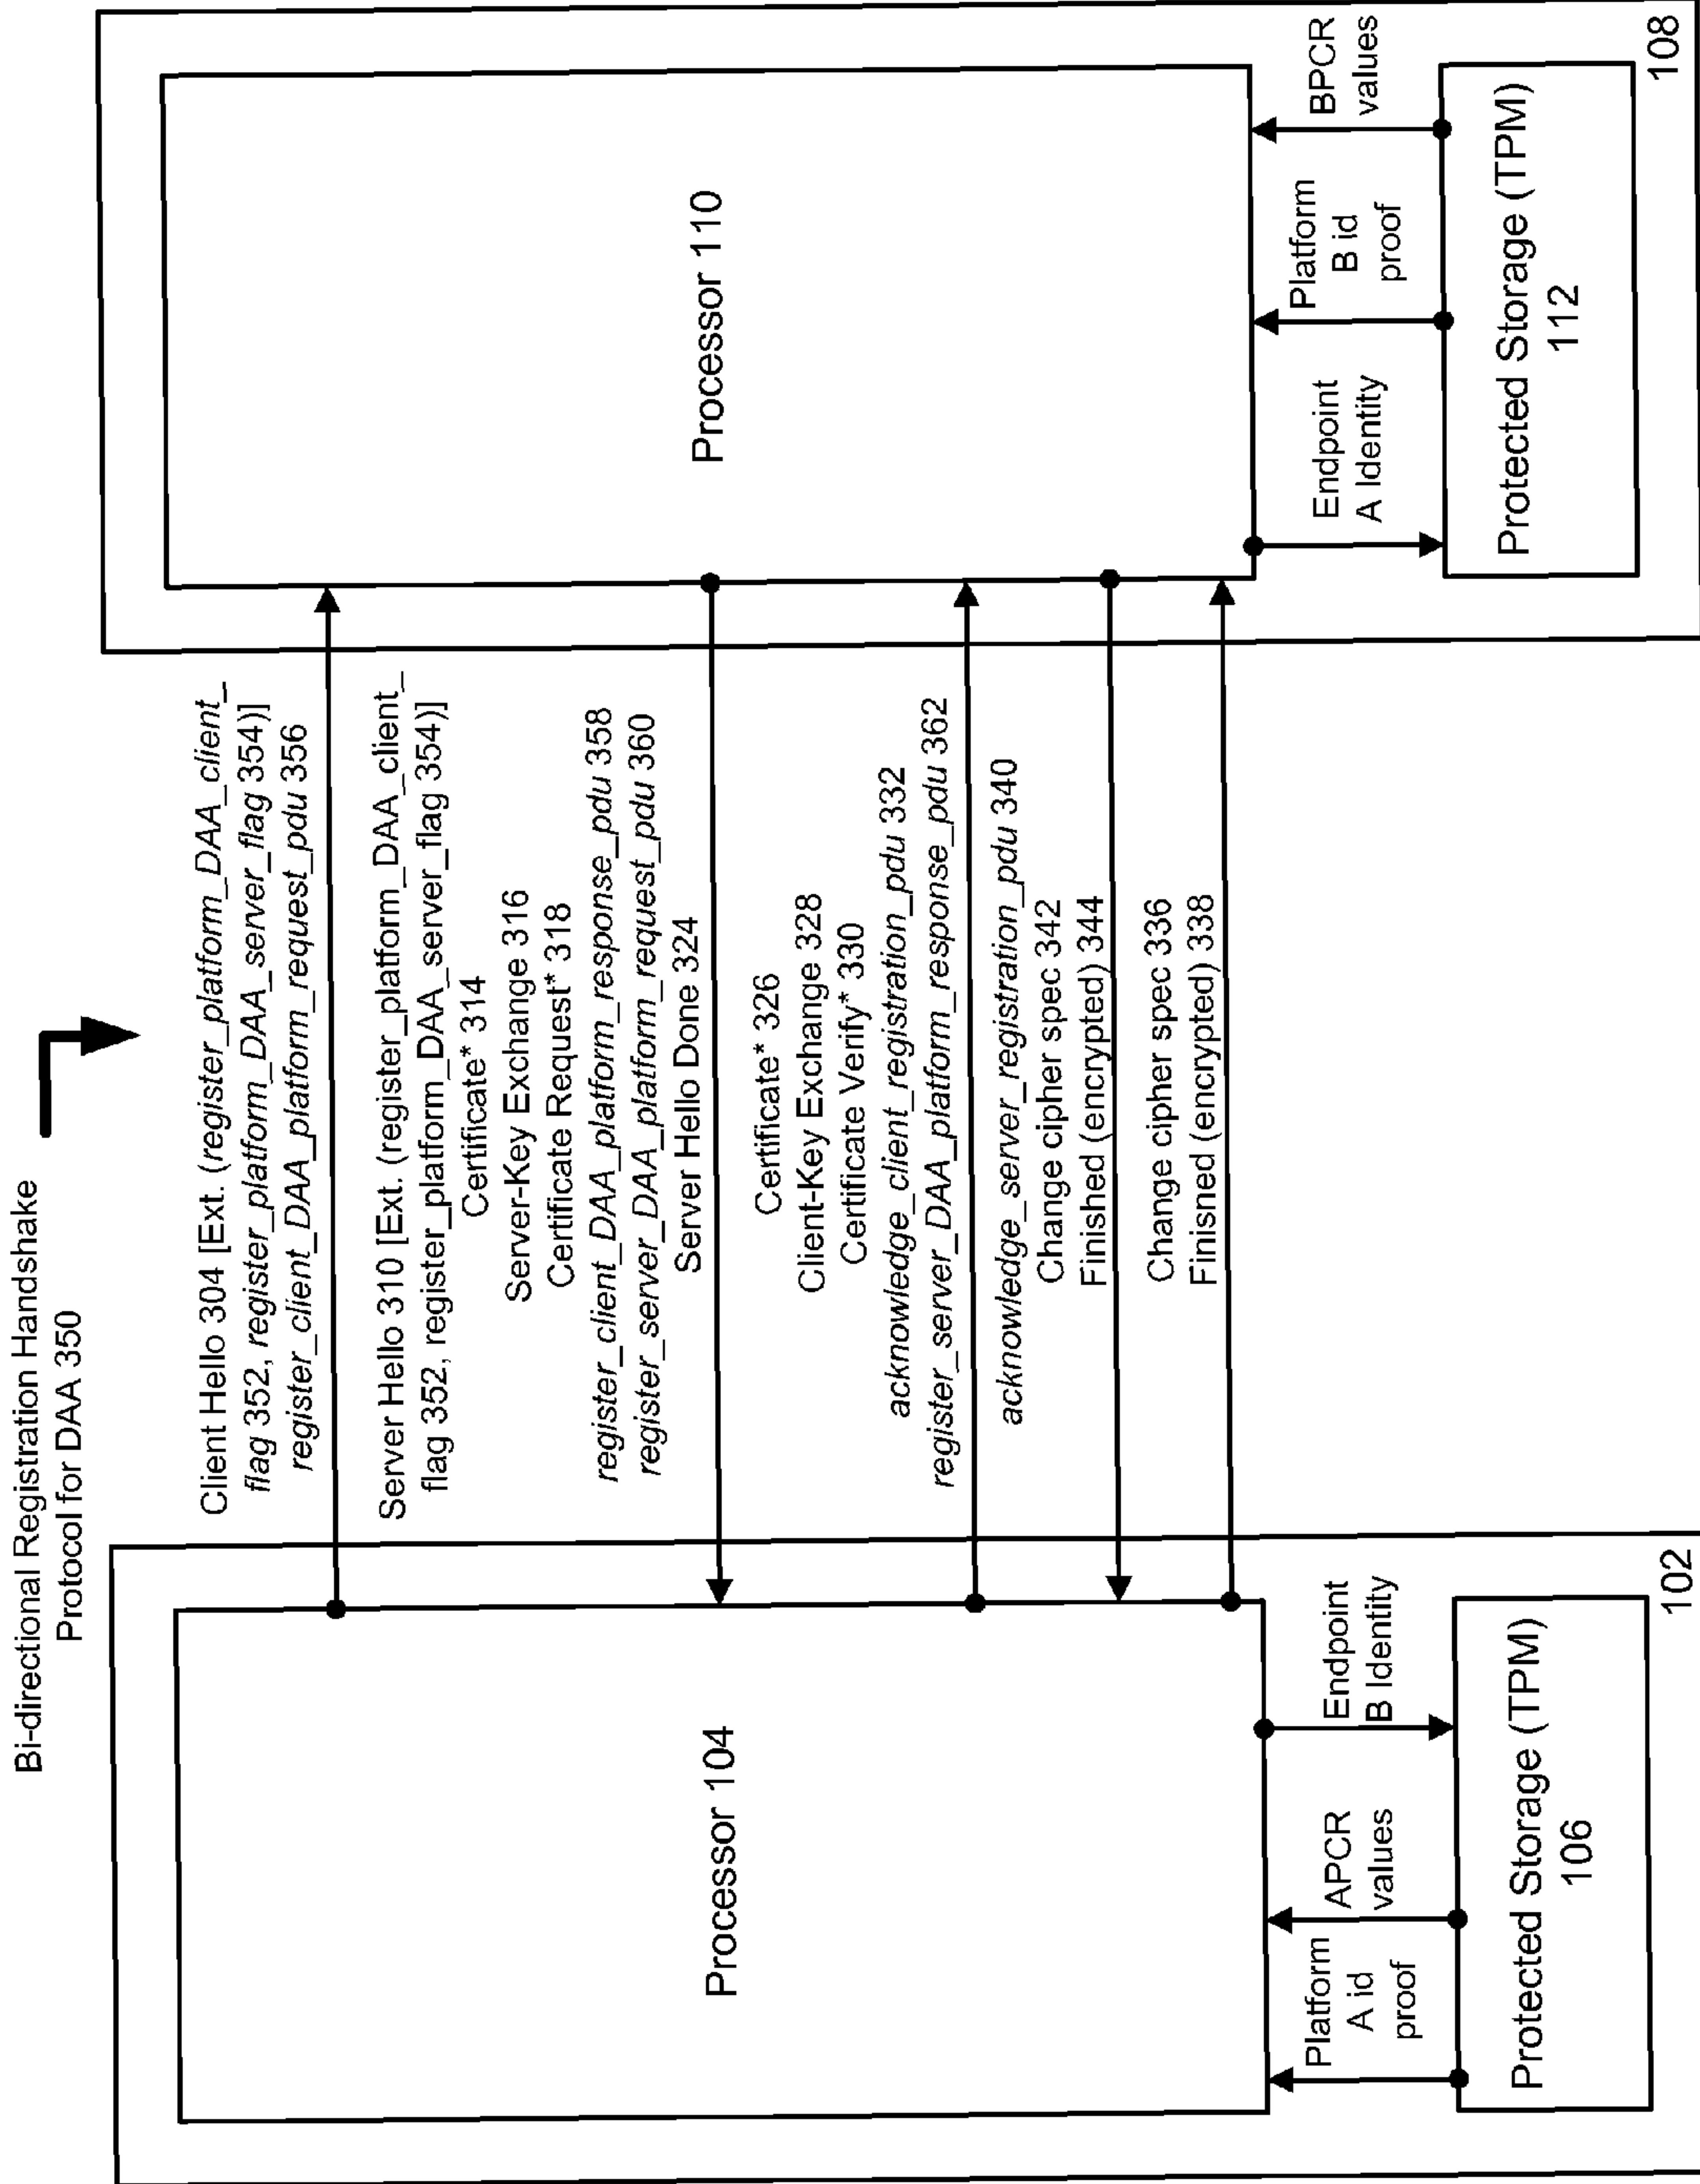 Bi-directional Registration Handshake
Protocol for DAA 350
Client Hello 304 [Ext. (register_platform_DAA_client_
flag 352, register_platform_DAA_server_flag 354)]
register_client_DAA_platform_request_pdu 356
Server Hello 310 [Ext. (register_platform_DAA_client_
flag 352, register_platform_DAA_server_flag 354)]
Certificate* 314
Server-Key Exchange 316
Certificate Request* 318
register_client_DAA_platform_response_pdu 358
register_server_DAA_platform_request_pdu 360
Server Hello Done 324
Certificate* 326
Client-Key Exchange 328
Certificate Verify* 330
acknowledge_client_registration_pdu 332
register_server_DAA_platform_response_pdu 362
acknowledge_server_registration_pdu 340
Change cipher spec 342
Finished (encrypted) 344
Change cipher spec 336
Finisned (encrypted) 338
Processor 104
Platform
A id
proof
APCR
values
Endpoint
B Identity
Protected Storage (TPM)
106
102
Processor 110
Endpoint
A Identity
Platform
B id
proof
BPCR
values
Protected Storage (TPM)
112
108